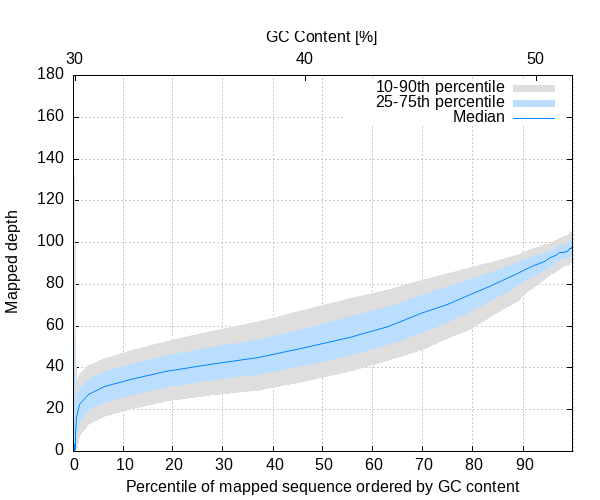 GC Content [%]
30 40 50
180
160
140
120
100
80
60
40
20
0
10-90th percentile
25-75th percentile
Median
Mapped depth
0 10 20 30 40 50 60 70 80 90
Percentile of mapped sequence ordered by GC content